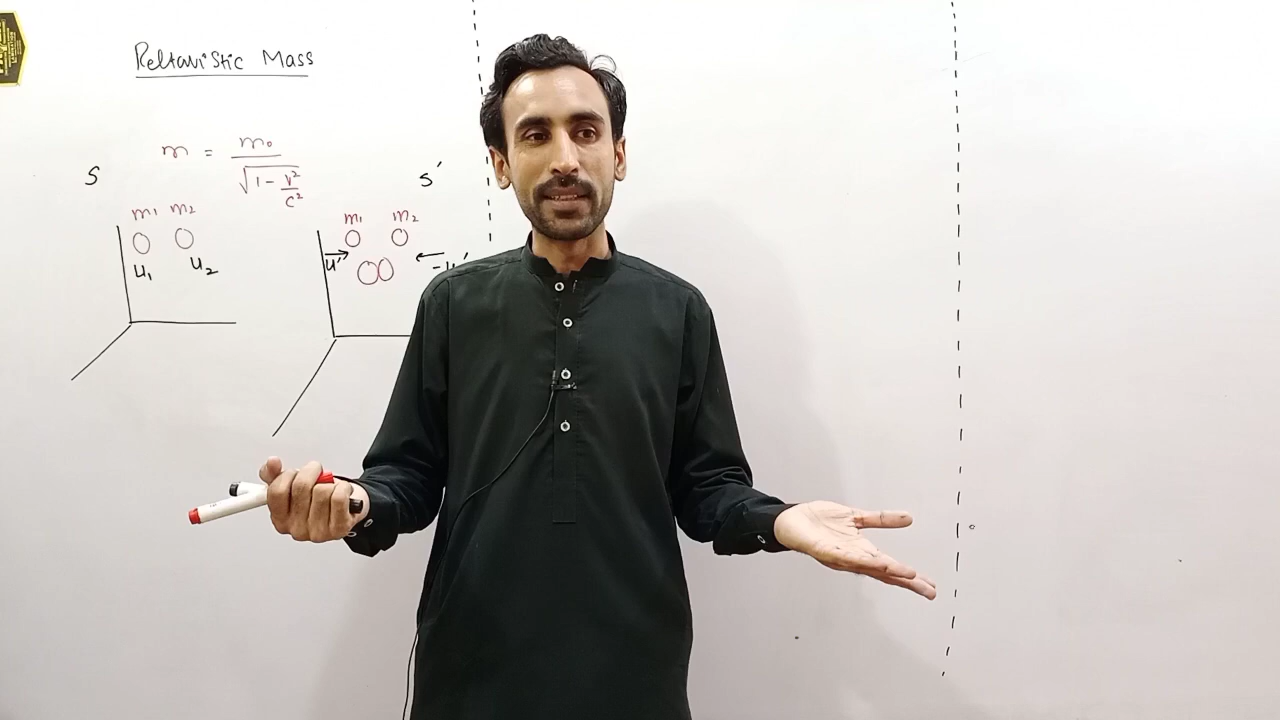 Reltavistic Mass
m = m₀ / √1 - v²/c²
S
S'
m₁ m₂
u₁ u₂
m₁ m₂
u' -u'